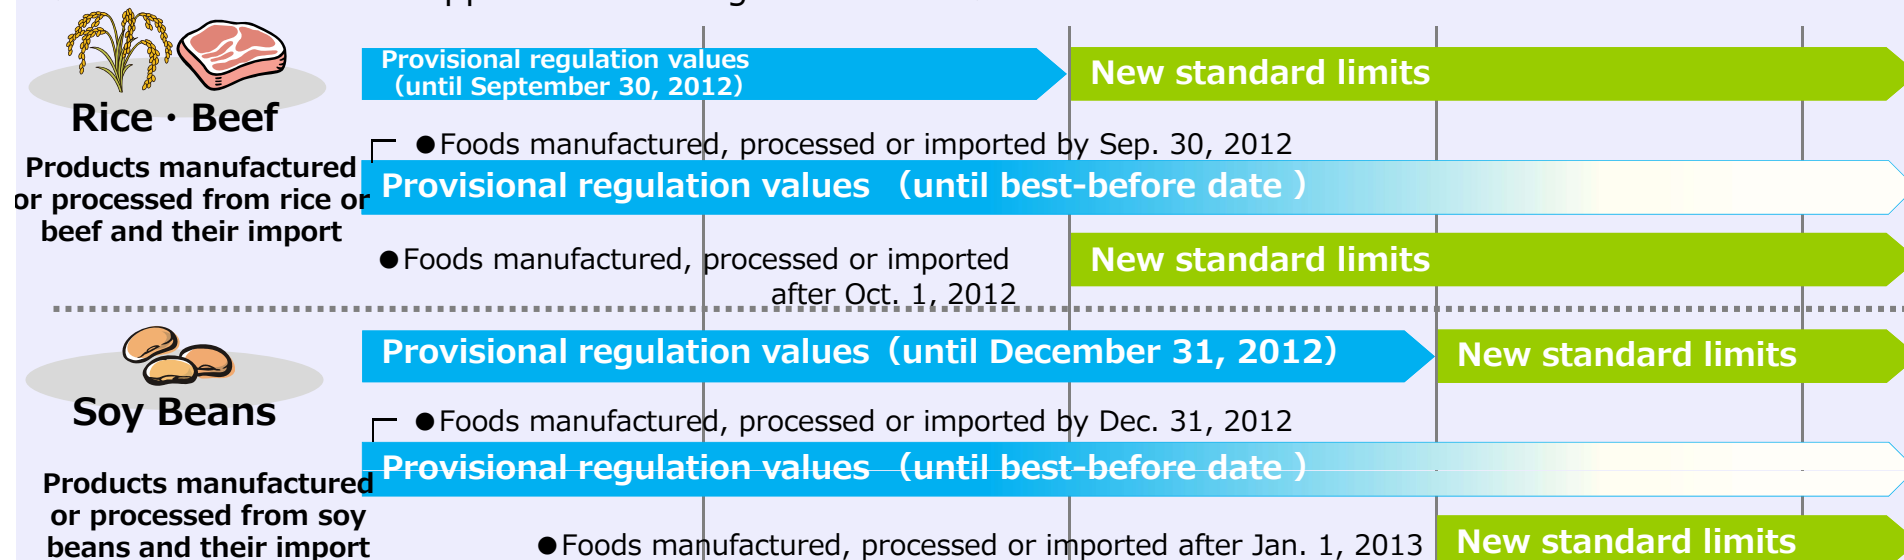 Provisional regulation values
（until September 30, 2012）
New standard limits
Rice・Beef
●Foods manufactured, processed or imported by Sep. 30, 2012
Products manufactured
or processed from rice or
beef and their import
Provisional regulation values （until best-before date ）
●Foods manufactured, processed or imported
after Oct. 1, 2012
New standard limits
Provisional regulation values（until December 31, 2012）
New standard limits
Soy Beans
●Foods manufactured, processed or imported by Dec. 31, 2012
Provisional regulation values （until best-before date ）
Products manufactured
or processed from soy
beans and their import
●Foods manufactured, processed or imported after Jan. 1, 2013
New standard limits